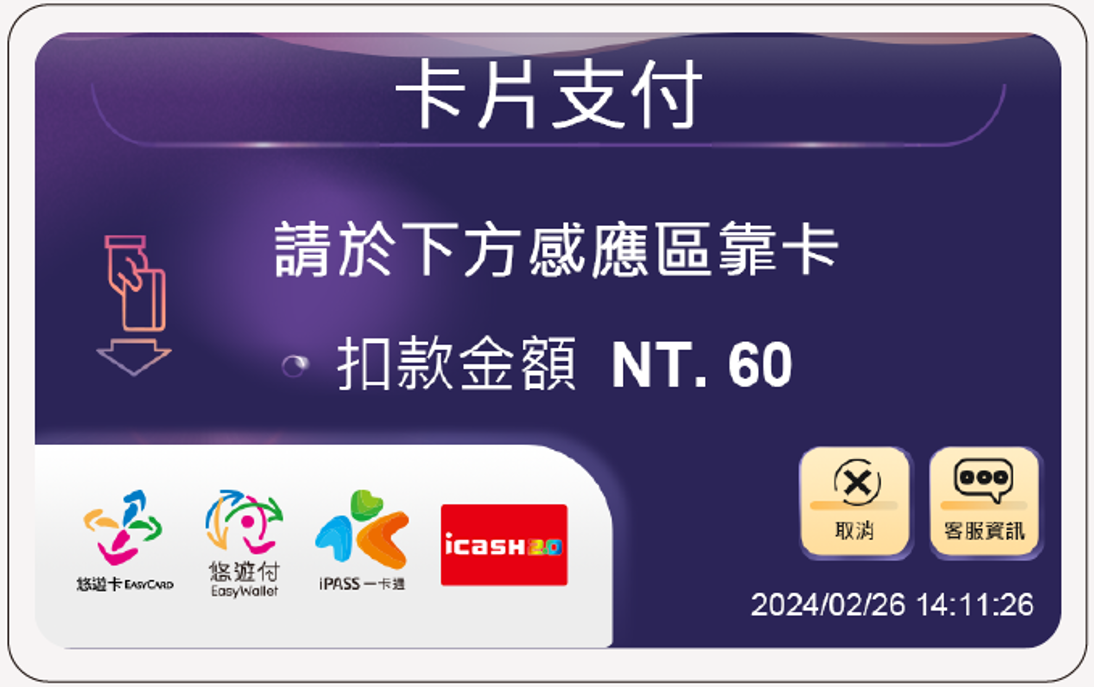 卡片支付
請於下方感應區靠卡
扣款金額 NT. 60
悠遊卡 EASYCARD
悠遊付
EasyWallet
iPASS 一卡通
icash2.0
取消
客服資訊
2024/02/26 14:11:26